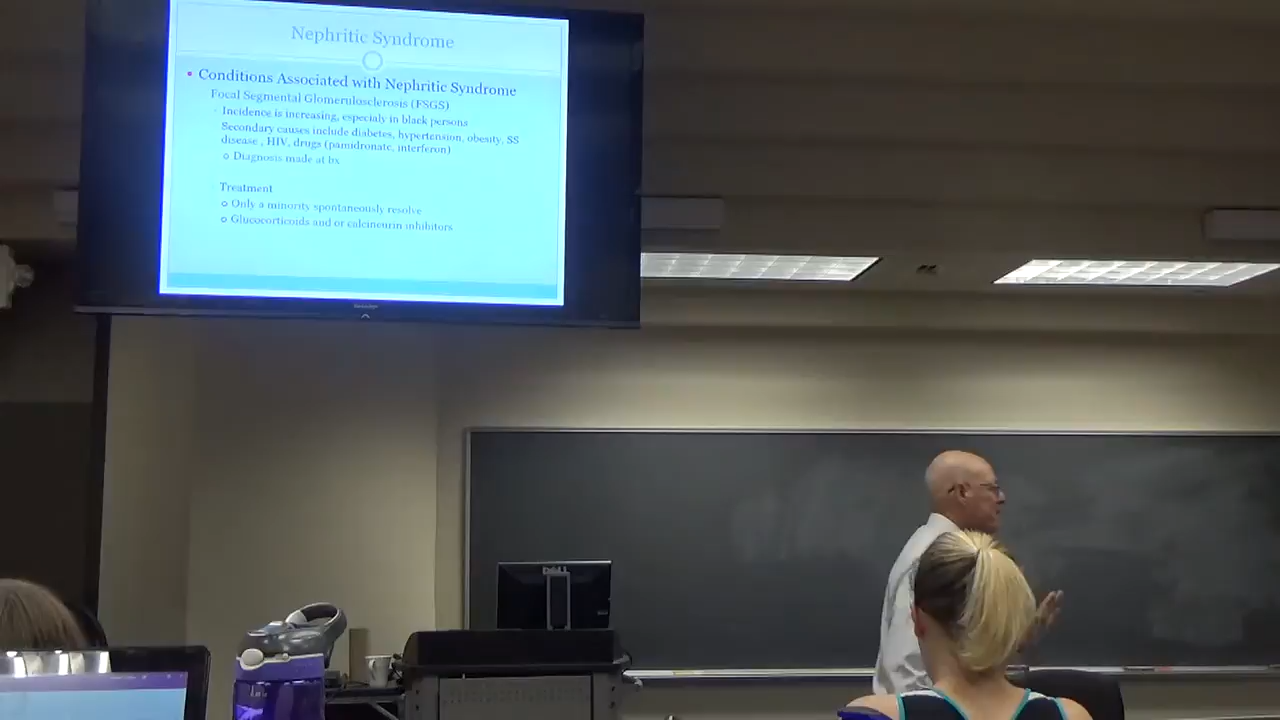 Nephritic Syndrome
• Conditions Associated with Nephritic Syndrome
Focal Segmental Glomerulosclerosis (FSGS)
Incidence is increasing, especialy in black persons
Secondary causes include diabetes, hypertension, obesity, SS
disease , HIV, drugs (pamidronate, interferon)
Diagnosis made at bx
Treatment
Only a minority spontaneously resolve
Glucocorticoids and or calcineurin inhibitors
DELL